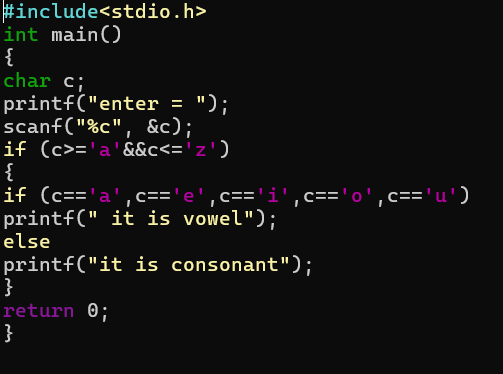 #include<stdio.h>
int main()
{
char c;
printf("enter = ");
scanf("%c", &c);
if (c>='a'&&c<='z')
{
if (c=='a',c=='e',c=='i',c=='o',c=='u')
printf(" it is vowel");
else
printf("it is consonant");
}
return 0;
}